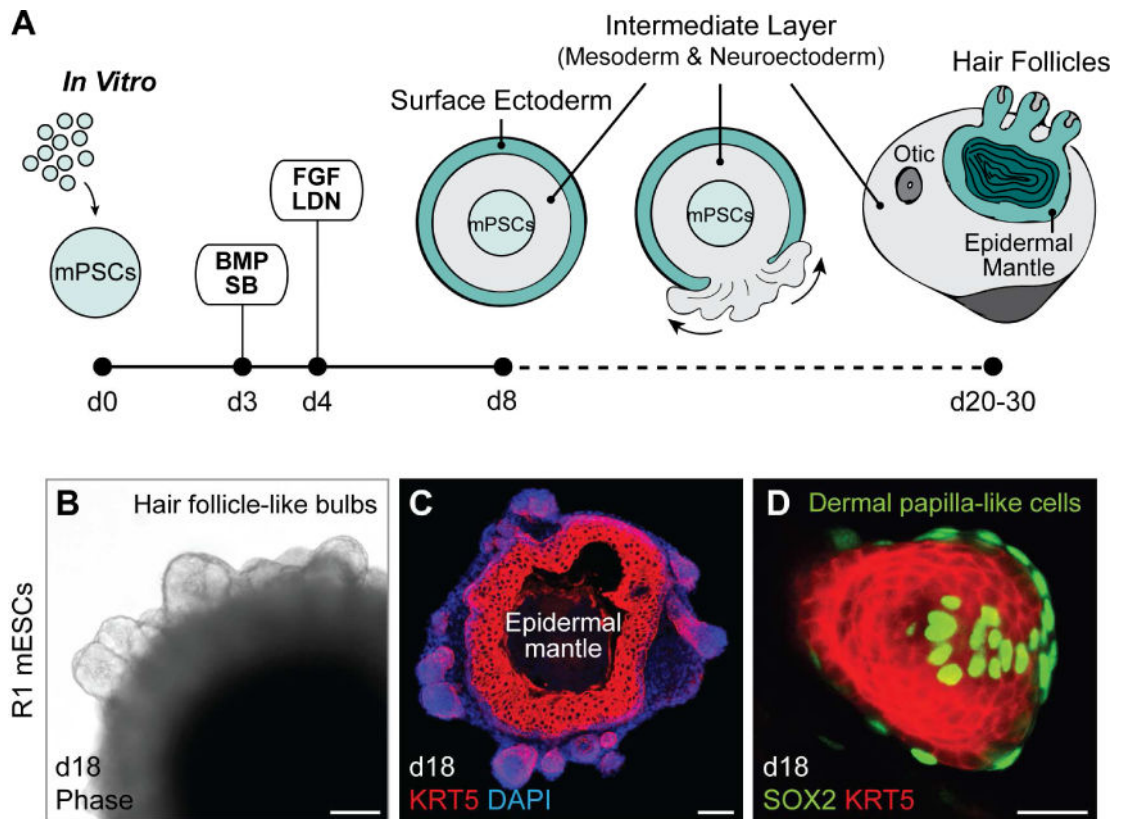 A
In Vitro
mPSCs
BMP
SB
FGF
LDN
Surface Ectoderm
Intermediate Layer
(Mesoderm & Neuroectoderm)
mPSCs
mPSCs
Hair Follicles
Otic
Epidermal
Mantle
d0
d3
d4
d8
d20-30
R1 mESCs
B
Hair follicle-like bulbs
d18
Phase
C
Epidermal
mantle
d18
KRT5 DAPI
D
Dermal papilla-like cells
d18
SOX2 KRT5